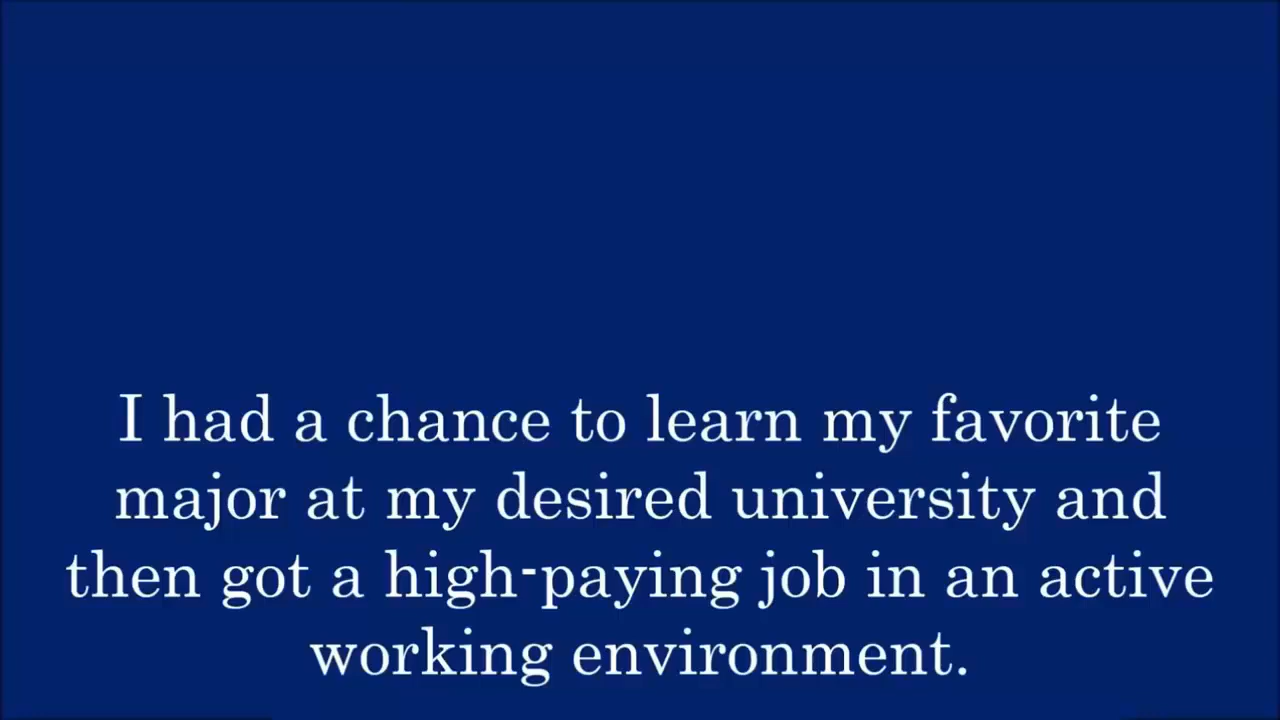 I had a chance to learn my favorite
major at my desired university and
then got a high-paying job in an active
working environment.